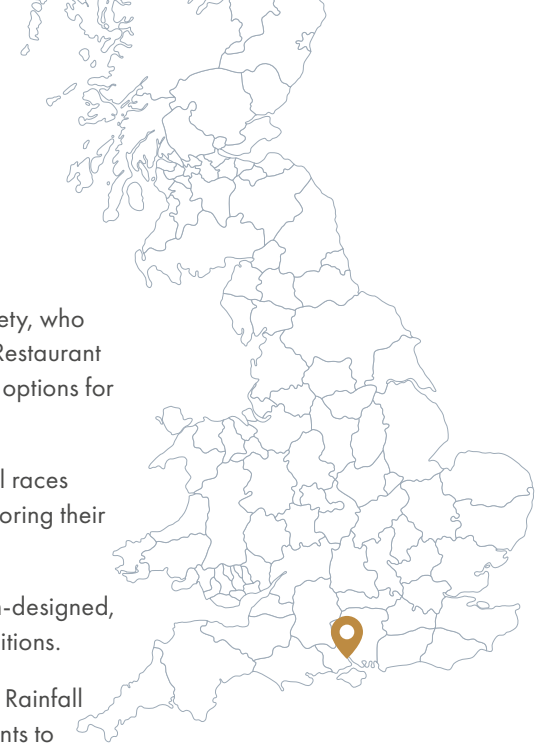 ety, who
Restaurant
options for
l races
oring their
-designed,
itions.
Rainfall
nts to